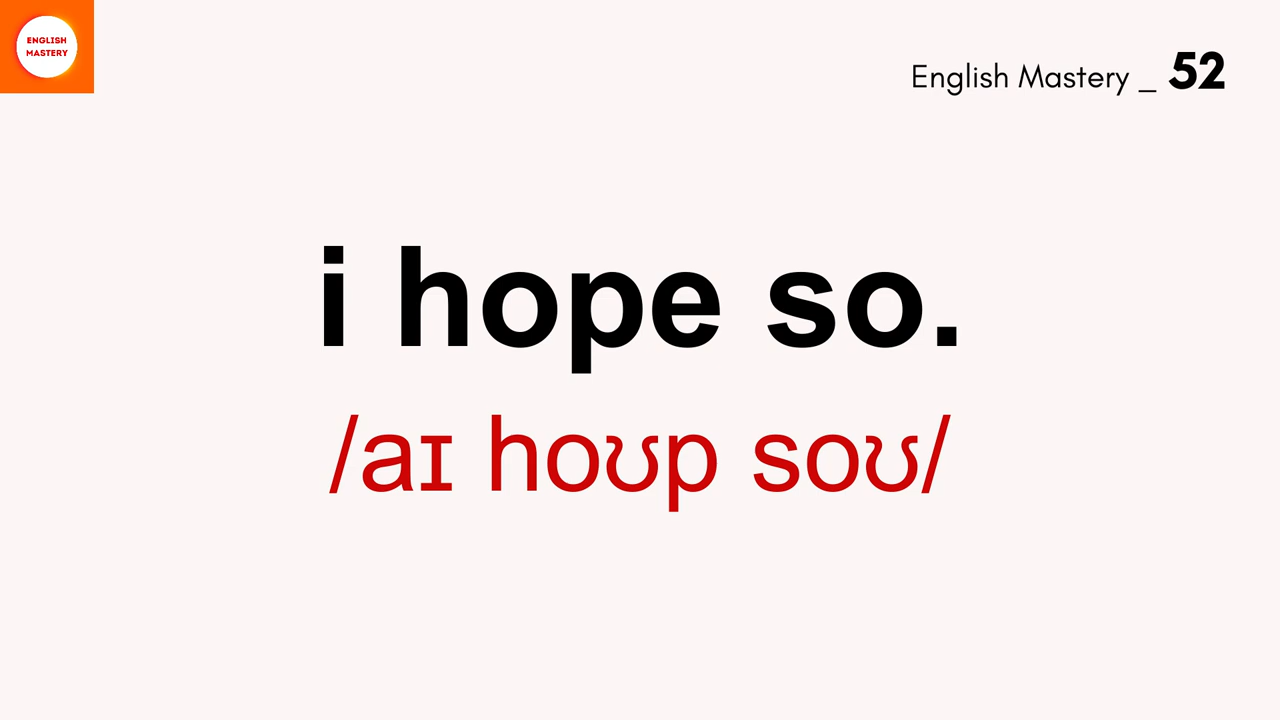 ENGLISH
MASTERY
English Mastery _ 52
i hope so.
/aɪ hoʊp soʊ/